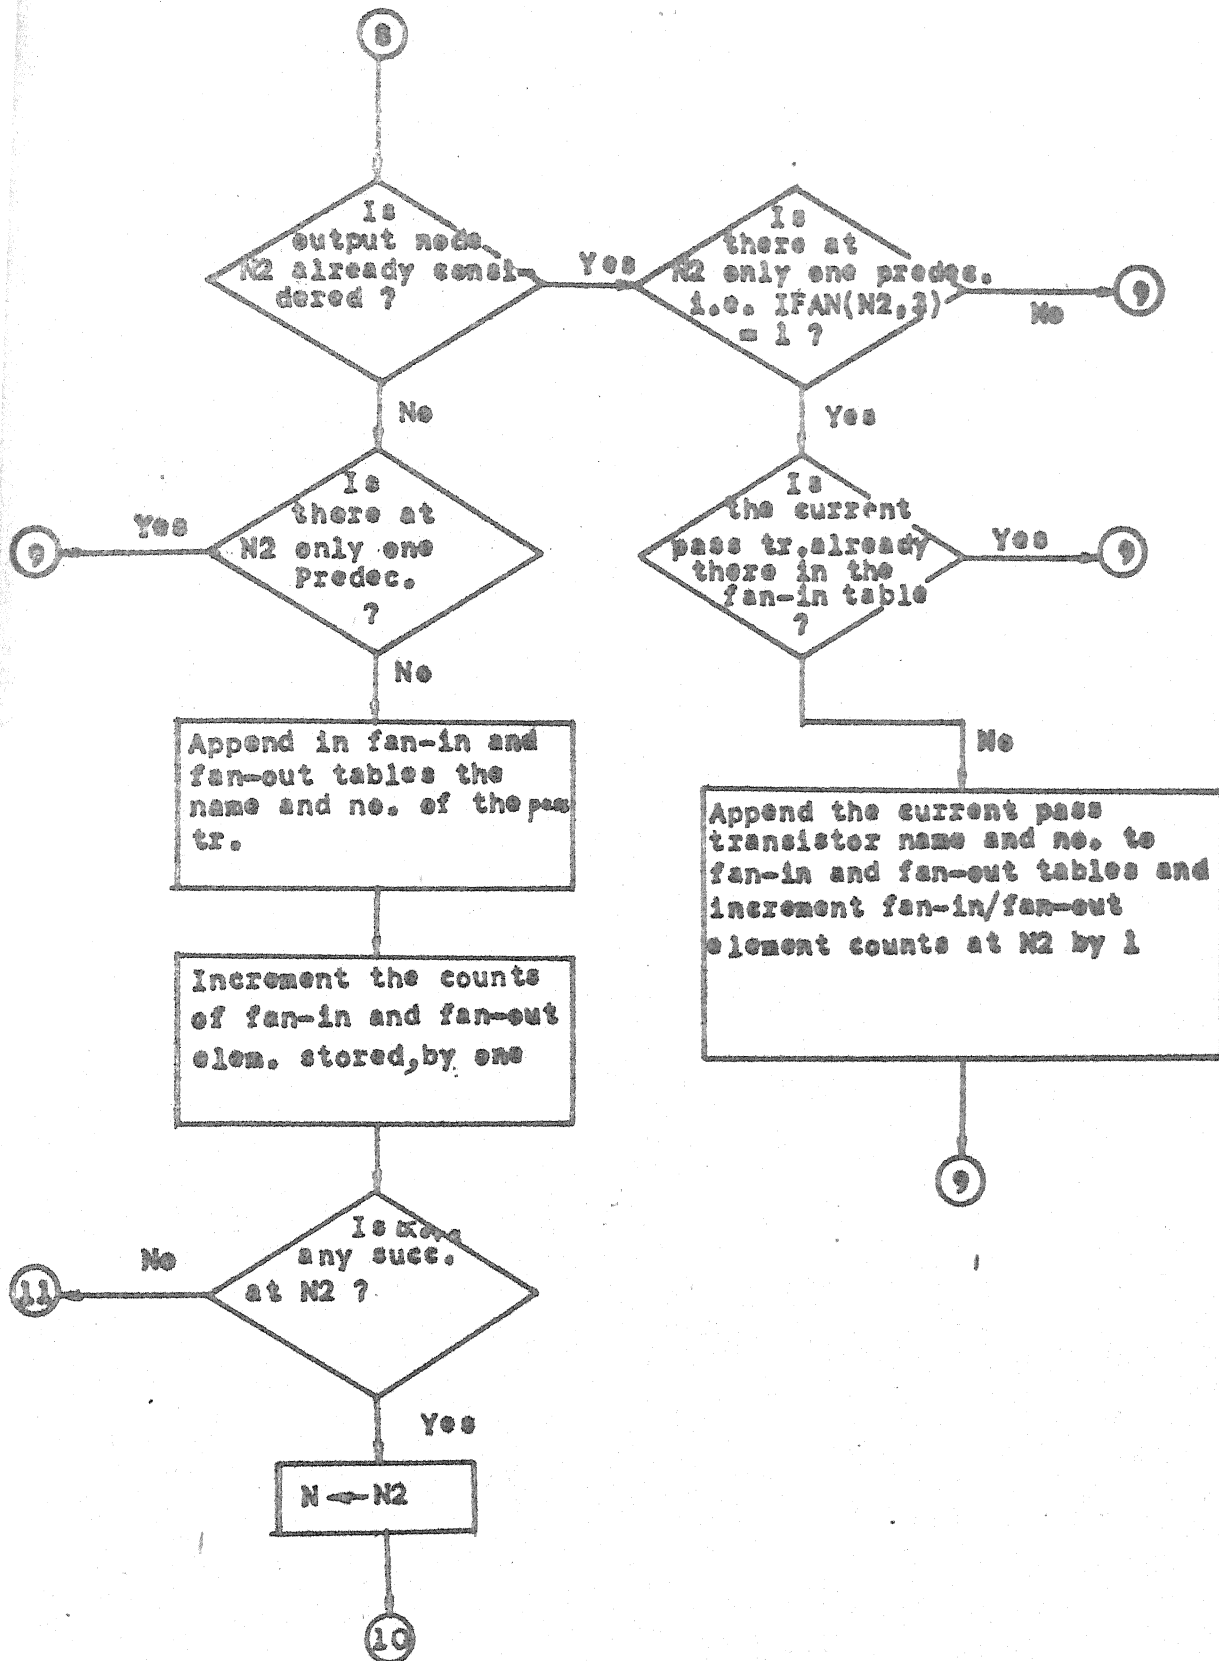 8
Is
output node
N2 already consi
dered ?
Yes
Is
there at
N2 only one predec.
i.e. IFAN(N2,3)
= 1 ?
No
9
No
Yes
Is
there at
N2 only one
Predec.
?
Yes
9
Is
the current
pass tr.already
there in the
fan-in table
?
Yes
9
No
No
Append in fan-in and
fan-out tables the
name and no. of the pass
tr.
Append the current pass
transistor name and no. to
fan-in and fan-out tables and
increment fan-in/fan-out
element counts at N2 by 1
Increment the counts
of fan-in and fan-out
elem. stored,by one
9
Is there
any succ.
at N2 ?
No
11
Yes
N ← N2
10